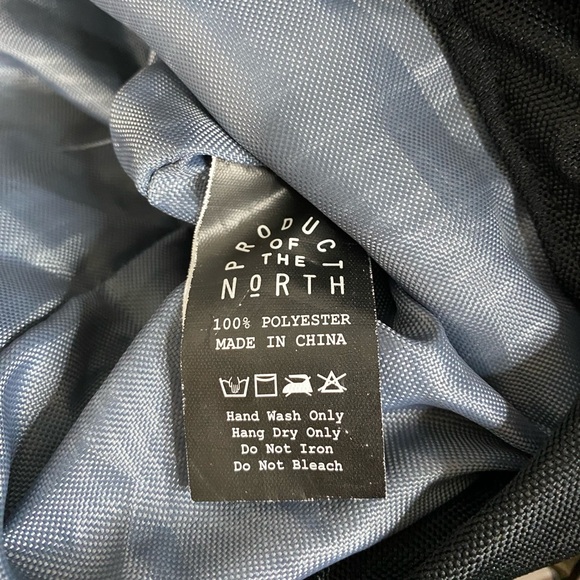 PRODUCT
OF
THE
NORTH
100% POLYESTER
MADE IN CHINA
Hand Wash Only
Hang Dry Only
Do Not Iron
Do Not Bleach